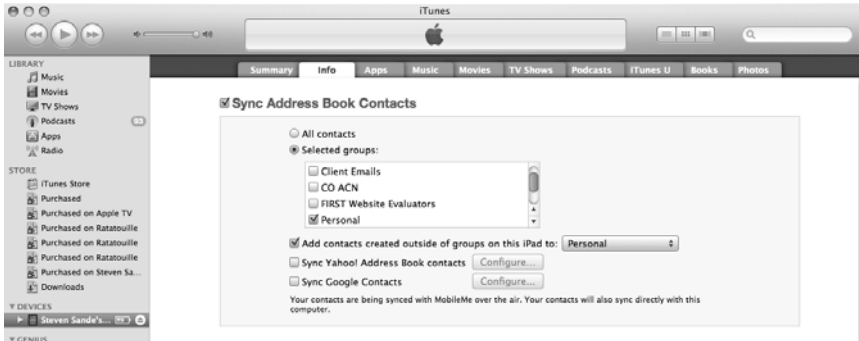 iTunes
LIBRARY
Music
Movies
TV Shows
Podcasts
Apps
Radio
STORE
iTunes Store
Purchased
Purchased on Apple TV
Purchased on Ratatouille
Purchased on Ratatouille
Purchased on Ratatouille
Purchased on Steven Sa...
Downloads
DEVICES
Steven Sande's...
GENIUS
Summary Info Apps Music Movies TV Shows Podcasts iTunes U Books Photos
Sync Address Book Contacts
All contacts
Selected groups:
Client Emails
CO ACN
FIRST Website Evaluators
Personal
Add contacts created outside of groups on this iPad to: Personal
Sync Yahoo! Address Book contacts Configure...
Sync Google Contacts Configure...
Your contacts are being synced with MobileMe over the air. Your contacts will also sync directly with this
computer.